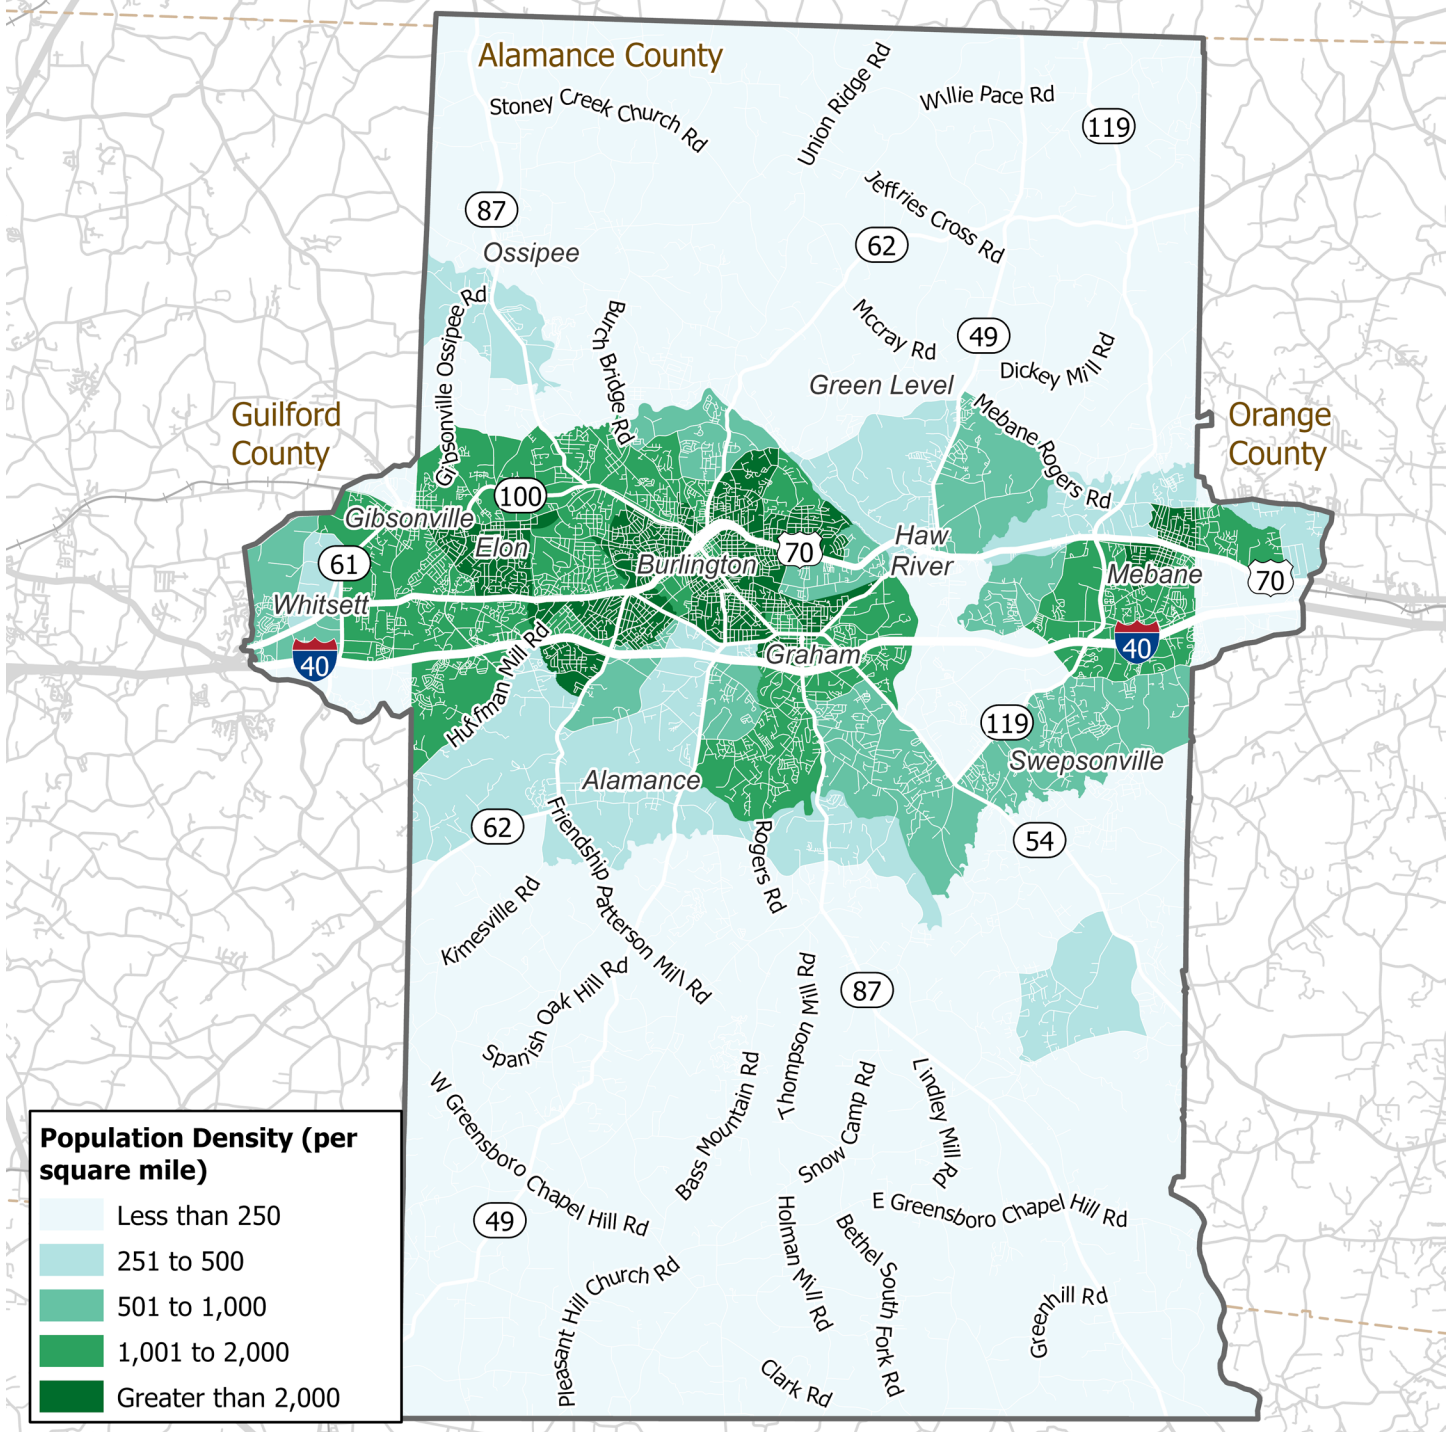 Alamance County
Stoney Creek Church Rd
Union Ridge Rd
Willie Pace Rd
119
Jeffries Cross Rd
87
62
Ossipee
Gibsonville Ossipee Rd
Burch Bridge Rd
Mccray Rd
49
Dickey Mill Rd
Green Level
Mebane Rogers Rd
Guilford
County
Orange
County
100
Gibsonville
Elon
61
Burlington
70
Haw
River
Mebane
70
Whitsett
40
Huffman Mill Rd
Graham
40
119
Swepsonville
Alamance
62
Friendship Patterson Mill Rd
Rogers Rd
54
Kimesville Rd
Spanish Oak Hill Rd
Thompson Mill Rd
87
W Greensboro Chapel Hill Rd
Bass Mountain Rd
Snow Camp Rd
Lindley Mill Rd
49
E Greensboro Chapel Hill Rd
Holman Mill Rd
Bethel South Fork Rd
Pleasant Hill Church Rd
Greenhill Rd
Clark Rd
Population Density (per
square mile)
Less than 250
251 to 500
501 to 1,000
1,001 to 2,000
Greater than 2,000